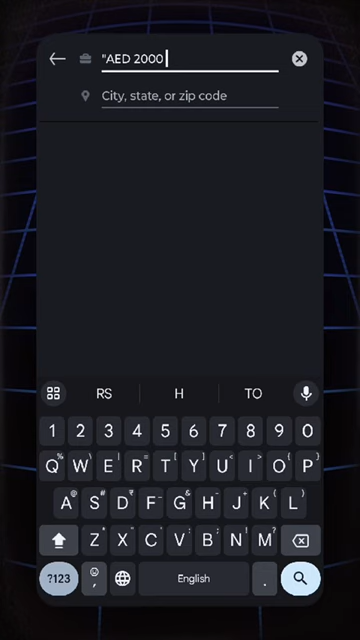 "AED 2000
City, state, or zip code
RS H TO
1 2 3 4 5 6 7 8 9 0
Q% W\ E| R= T[ Y] U< I> O{ P}
A@ S# D₹ F_ G& H- J+ K( L)
Z* X" C' V: B; N! M?
?123 , English .